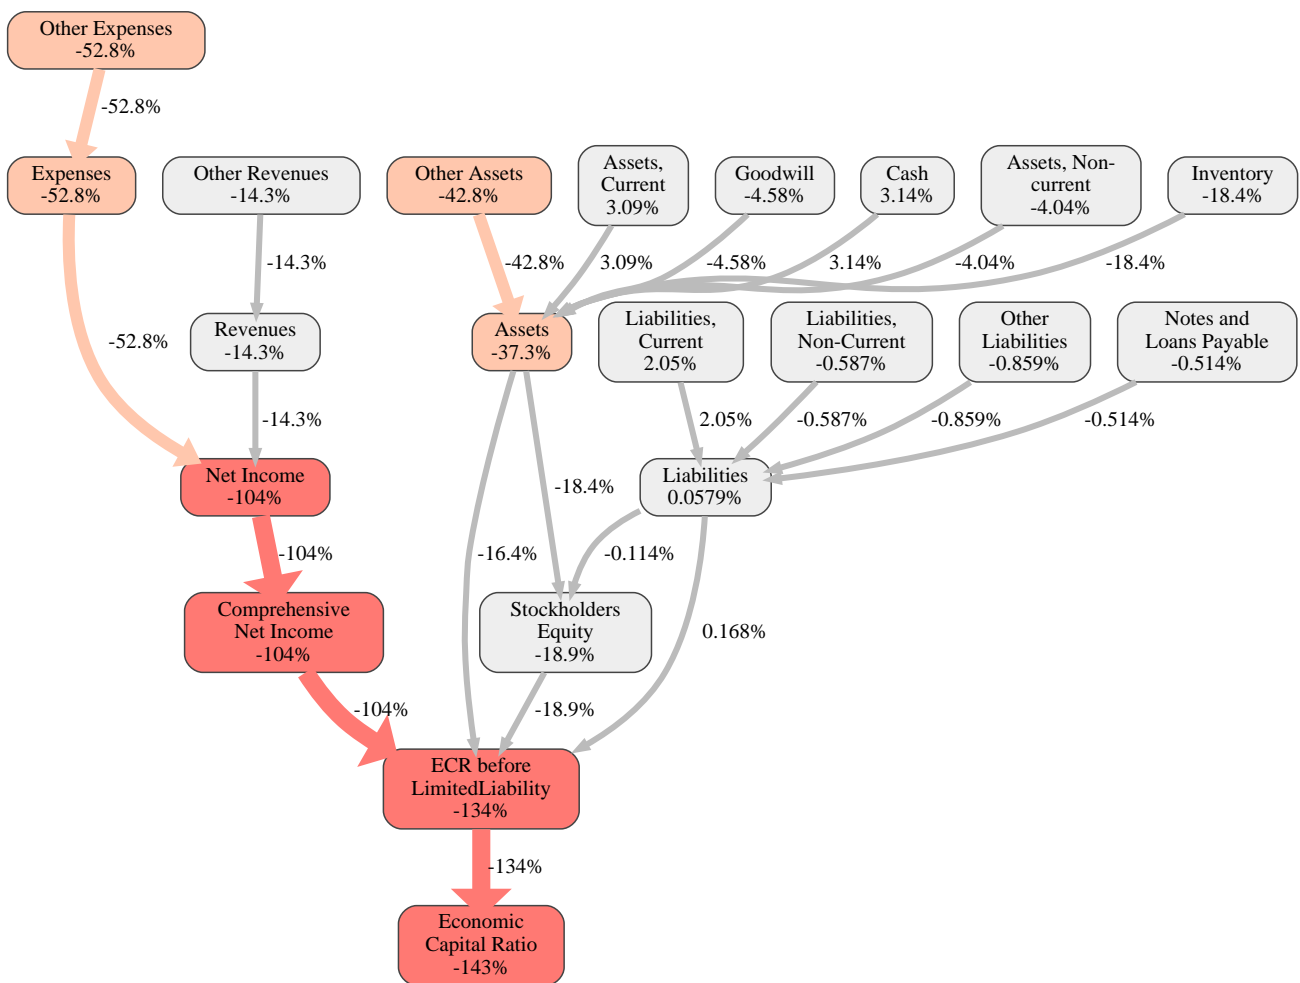 Other Expenses
-52.8%
-52.8%
Expenses
-52.8%
Other Revenues
-14.3%
Other Assets
-42.8%
Assets,
Current
3.09%
Goodwill
-4.58%
Cash
3.14%
Assets, Non-
current
-4.04%
Inventory
-18.4%
-14.3%
-42.8%
3.09%
-4.58%
3.14%
-4.04%
-18.4%
-52.8%
Revenues
-14.3%
Assets
-37.3%
Liabilities,
Current
2.05%
Liabilities,
Non-Current
-0.587%
Other
Liabilities
-0.859%
Notes and
Loans Payable
-0.514%
-14.3%
2.05%
-0.587%
-0.859%
-0.514%
Net Income
-104%
-18.4%
Liabilities
0.0579%
-104%
-16.4%
-0.114%
Comprehensive
Net Income
-104%
Stockholders
Equity
-18.9%
0.168%
-104%
-18.9%
ECR before
LimitedLiability
-134%
-134%
Economic
Capital Ratio
-143%